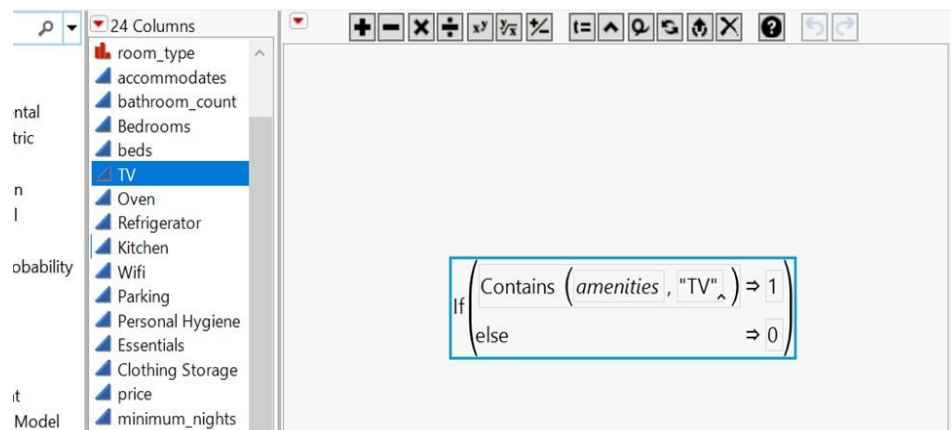 24 Columns
room_type
accommodates
bathroom_count
Bedrooms
beds
TV
Oven
Refrigerator
Kitchen
Wifi
Parking
Personal Hygiene
Essentials
Clothing Storage
price
minimum_nights
ntal
tric
n
l
obability
t
Model
t=
If
Contains (amenities , "TV") ⇒ 1
else ⇒ 0